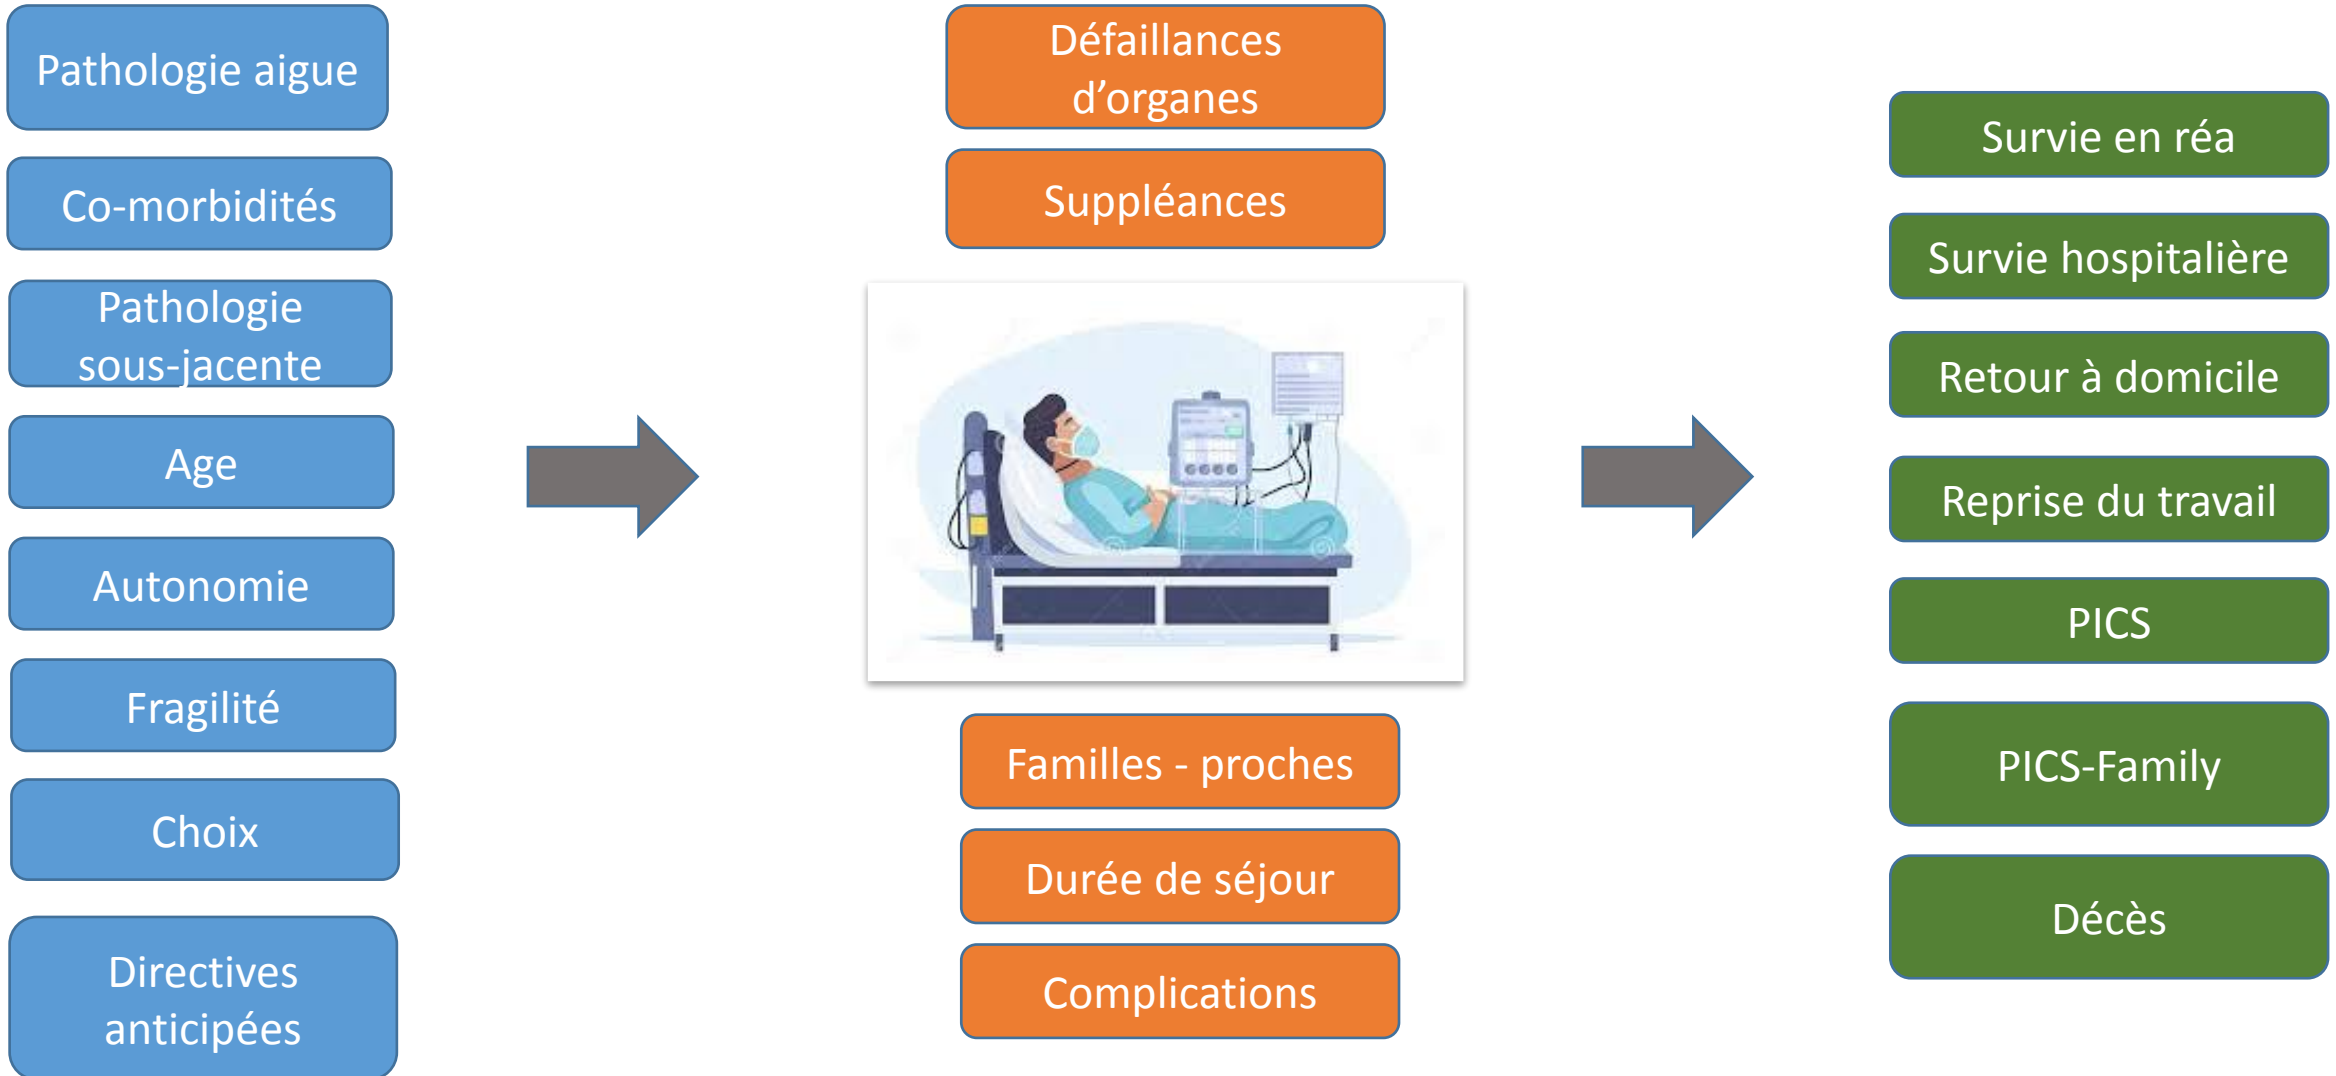 Pathologie aigue
Co-morbidités
Pathologie
sous-jacente
Age
Autonomie
Fragilité
Choix
Directives
anticipées
Défaillances
d’organes
Suppléances
Familles - proches
Durée de séjour
Complications
Survie en réa
Survie hospitalière
Retour à domicile
Reprise du travail
PICS
PICS-Family
Décès